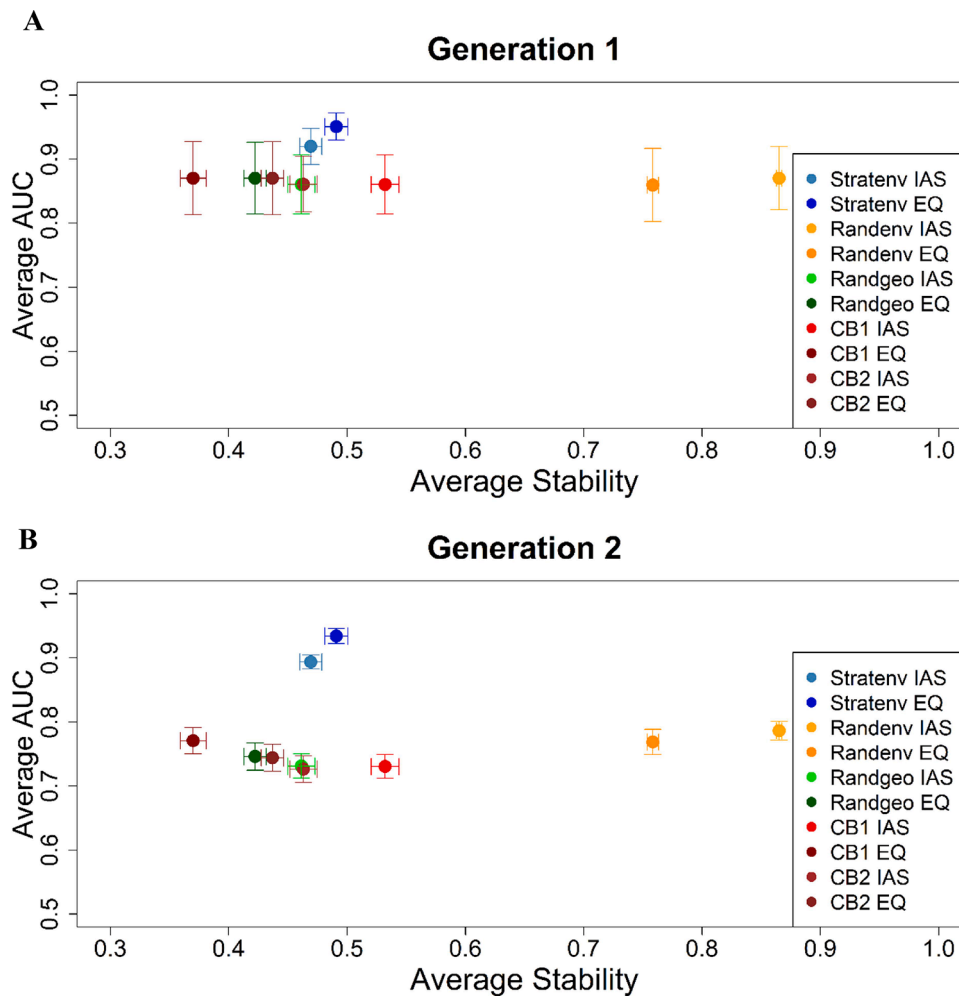 A
Generation 1
Average AUC
1.0
0.9
0.8
0.7
0.6
0.5
Stratenv IAS
Stratenv EQ
Randenv IAS
Randenv EQ
Randgeo IAS
Randgeo EQ
CB1 IAS
CB1 EQ
CB2 IAS
CB2 EQ
0.3 0.4 0.5 0.6 0.7 0.8 0.9 1.0
Average Stability
B
Generation 2
Average AUC
1.0
0.9
0.8
0.7
0.6
0.5
Stratenv IAS
Stratenv EQ
Randenv IAS
Randenv EQ
Randgeo IAS
Randgeo EQ
CB1 IAS
CB1 EQ
CB2 IAS
CB2 EQ
0.3 0.4 0.5 0.6 0.7 0.8 0.9 1.0
Average Stability